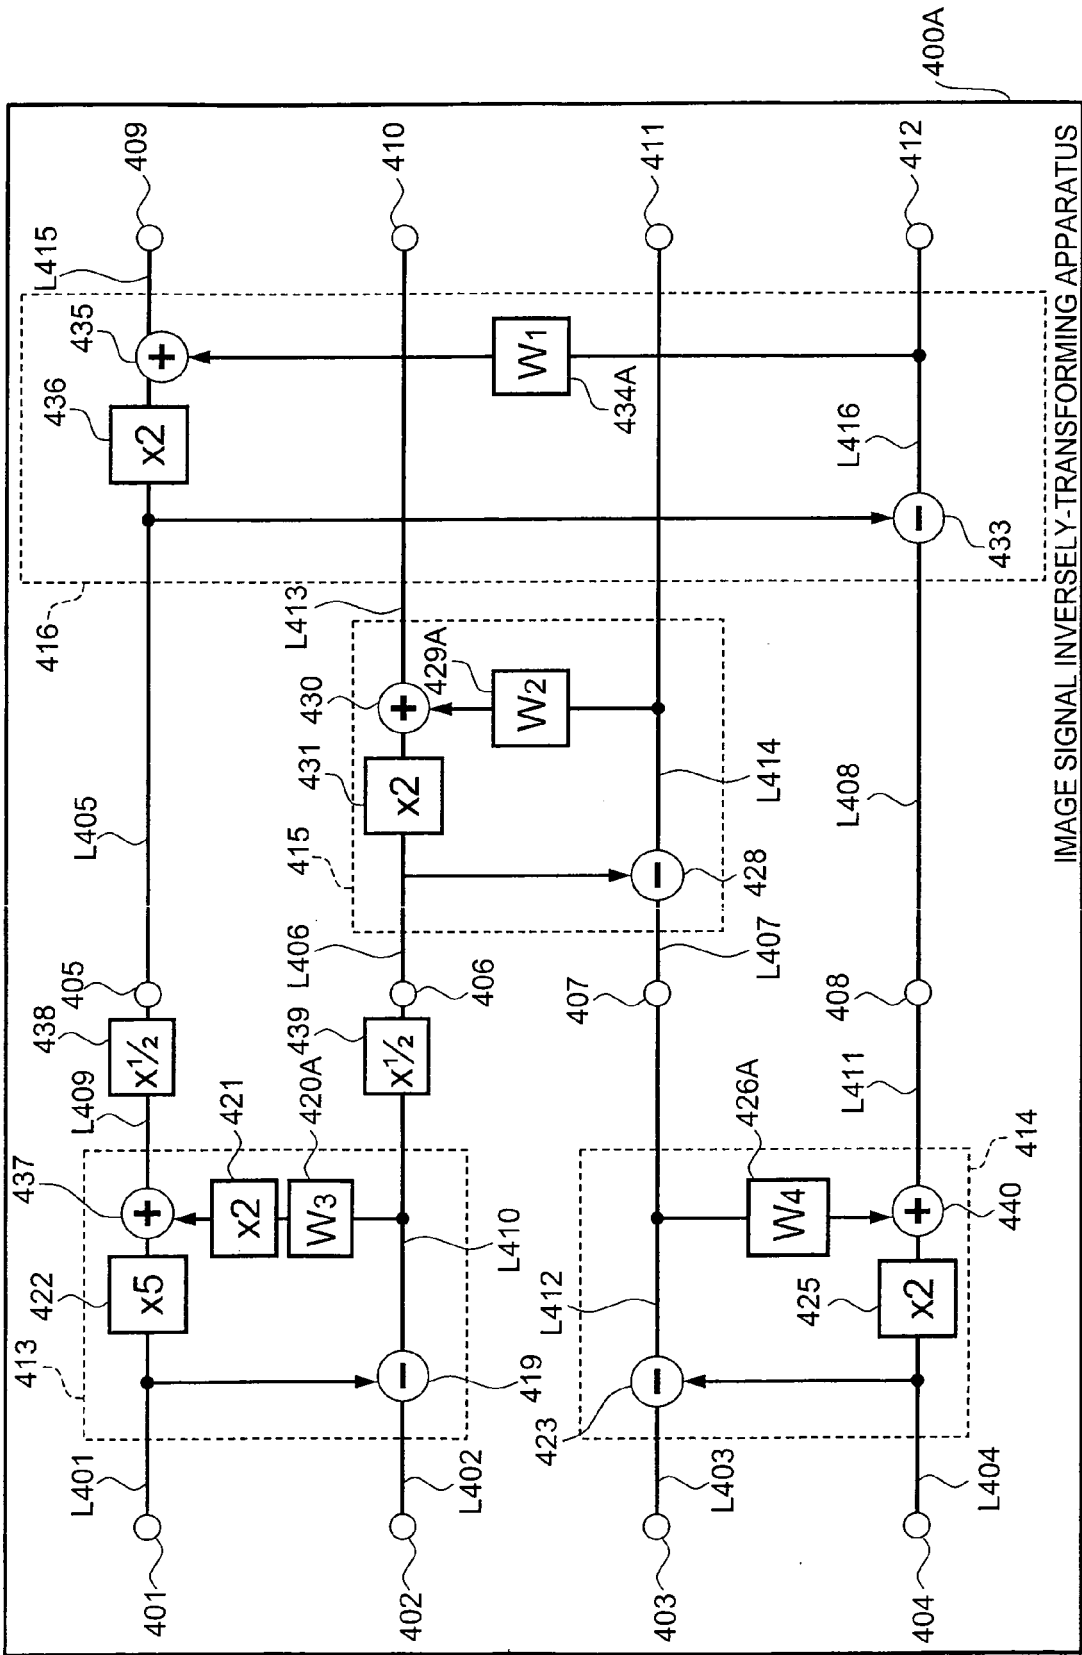 400A
409
410
411
412
L415
435
436
+
x2
W1
434A
L416
−
433
416
L413
430
429A
431
+
W2
x2
L414
415
−
428
L405
L406
L407
L408
405
406
407
408
438
439
x½
x½
L409
421
420A
426A
L411
414
437
+
x2
W3
W4
+
440
422
x5
L410
L412
425
x2
413
−
419
−
423
L401
L402
L403
L404
401
402
403
404
IMAGE SIGNAL INVERSELY-TRANSFORMING APPARATUS